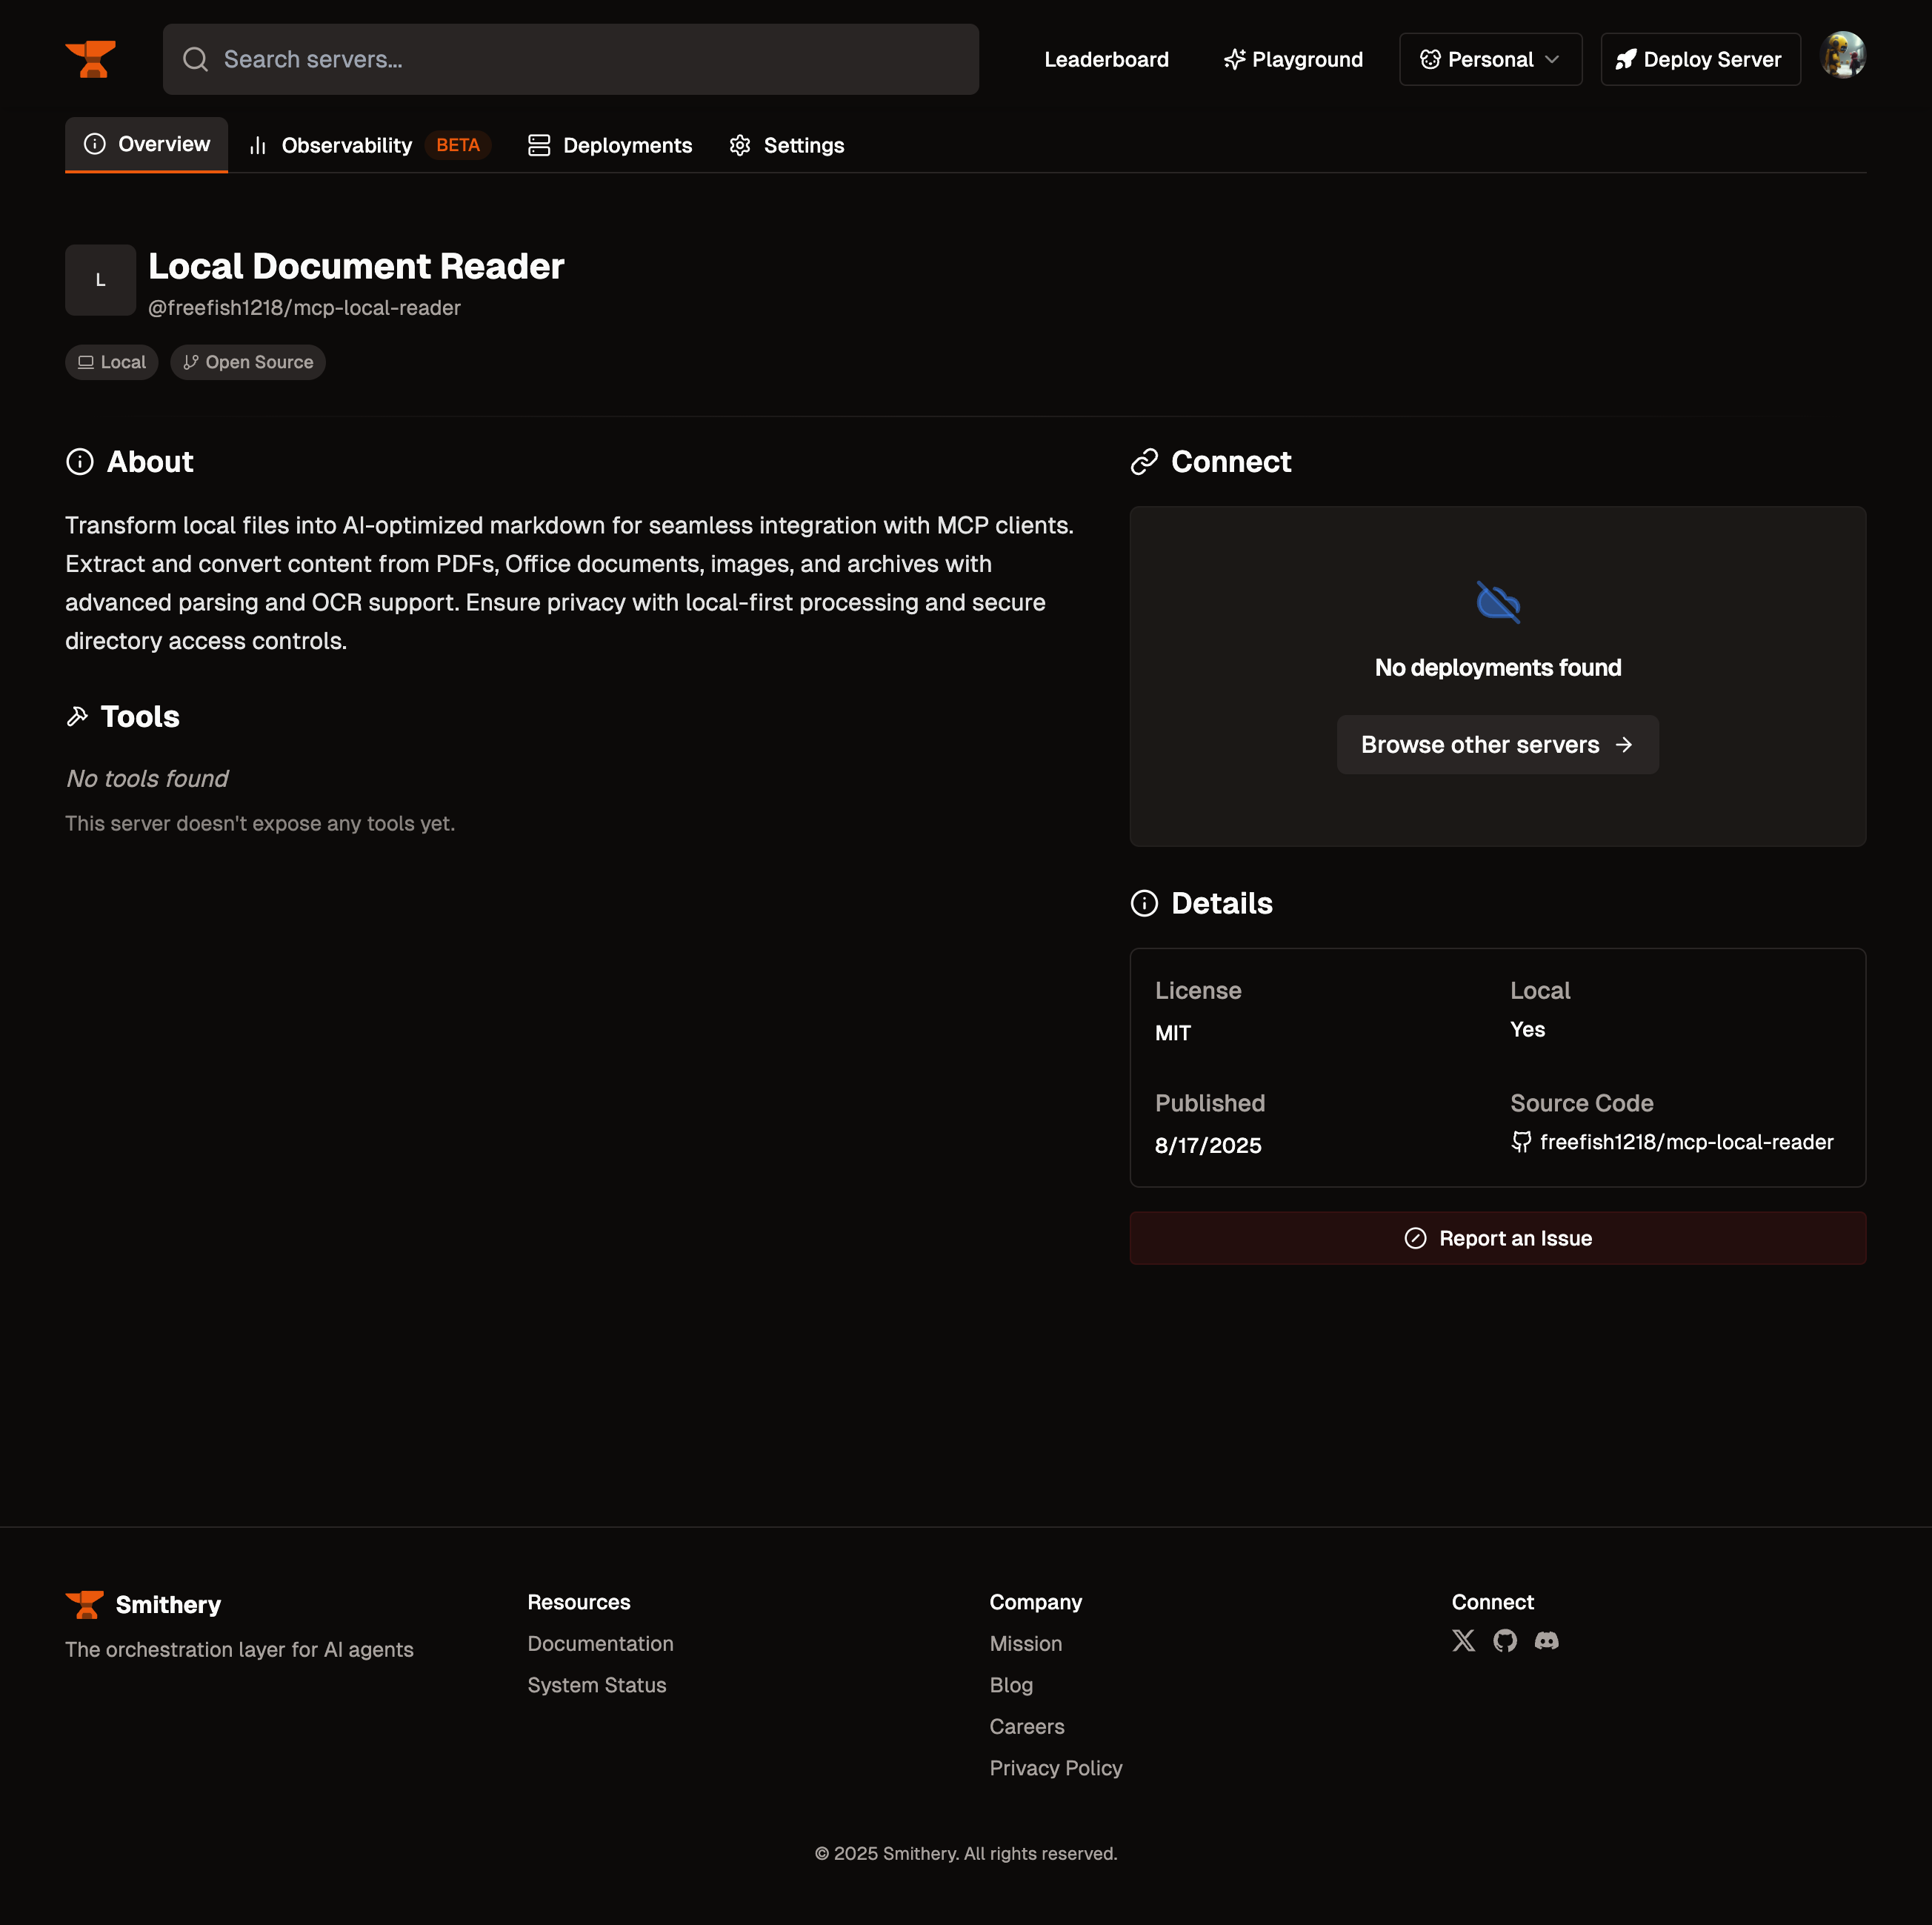 Search servers...
Leaderboard
Playground
Personal
Deploy Server
Overview
Observability BETA
Deployments
Settings
L
Local Document Reader
@freefish1218/mcp-local-reader
Local
Open Source
About
Transform local files into AI-optimized markdown for seamless integration with MCP clients.
Extract and convert content from PDFs, Office documents, images, and archives with
advanced parsing and OCR support. Ensure privacy with local-first processing and secure
directory access controls.
Tools
No tools found
This server doesn't expose any tools yet.
Connect
No deployments found
Browse other servers
Details
License
MIT
Local
Yes
Published
8/17/2025
Source Code
freefish1218/mcp-local-reader
Report an Issue
Smithery
The orchestration layer for AI agents
Resources
Documentation
System Status
Company
Mission
Blog
Careers
Privacy Policy
Connect
© 2025 Smithery. All rights reserved.